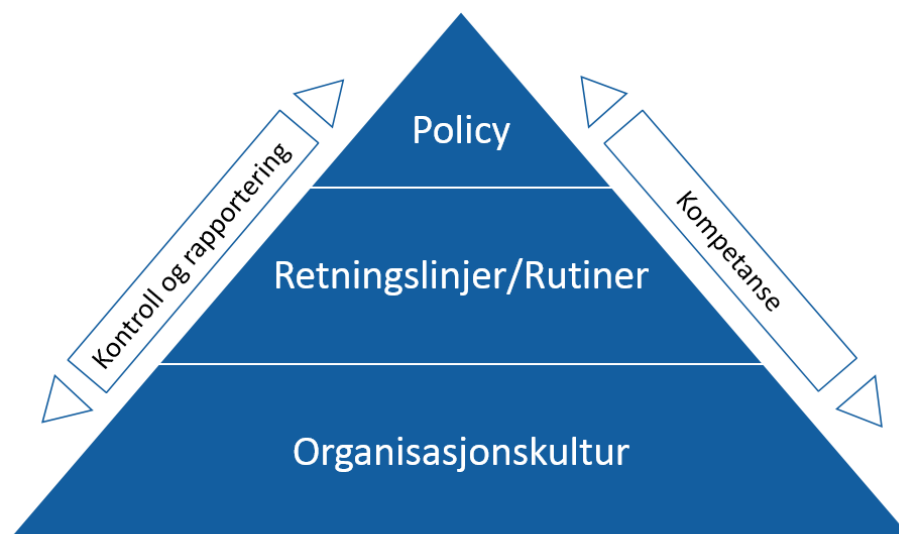 Policy
Kontroll og rapportering
Kompetanse
Retningslinjer/Rutiner
Organisasjonskultur